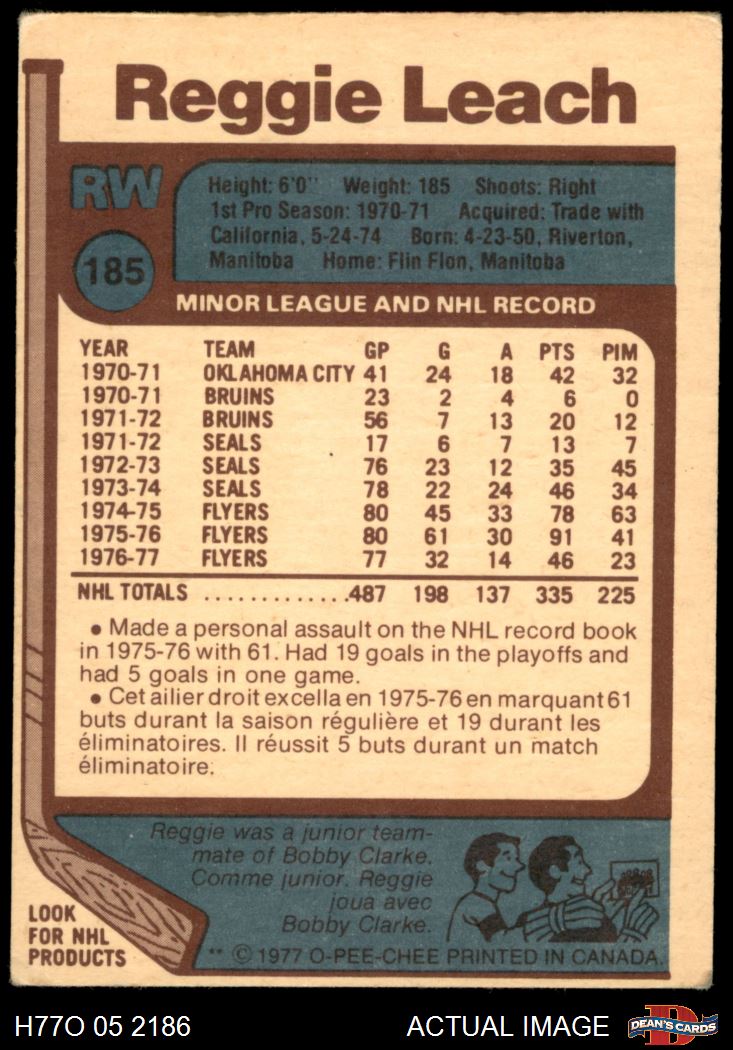 Reggie Leach
RW
185
Height: 6'0" Weight: 185 Shoots: Right
1st Pro Season: 1970-71 Acquired: Trade with
California, 5-24-74 Born: 4-23-50, Riverton,
Manitoba Home: Flin Flon, Manitoba
MINOR LEAGUE AND NHL RECORD
YEAR TEAM GP G A PTS PIM
1970-71 OKLAHOMA CITY 41 24 18 42 32
1970-71 BRUINS 23 2 4 6 0
1971-72 BRUINS 56 7 13 20 12
1971-72 SEALS 17 6 7 13 7
1972-73 SEALS 76 23 12 35 45
1973-74 SEALS 78 22 24 46 34
1974-75 FLYERS 80 45 33 78 63
1975-76 FLYERS 80 61 30 91 41
1976-77 FLYERS 77 32 14 46 23
NHL TOTALS .............487 198 137 335 225
• Made a personal assault on the NHL record book
in 1975-76 with 61. Had 19 goals in the playoffs and
had 5 goals in one game.
• Cet ailier droit excella en 1975-76 en marquant 61
buts durant la saison régulière et 19 durant les
éliminatoires. Il réussit 5 buts durant un match
éliminatoire.
Reggie was a junior team-
mate of Bobby Clarke.
Comme junior, Reggie
joua avec
Bobby Clarke.
LOOK
FOR NHL
PRODUCTS
** © 1977 O-PEE-CHEE PRINTED IN CANADA.
H77O 05 2186
ACTUAL IMAGE
D
DEAN'S CARDS